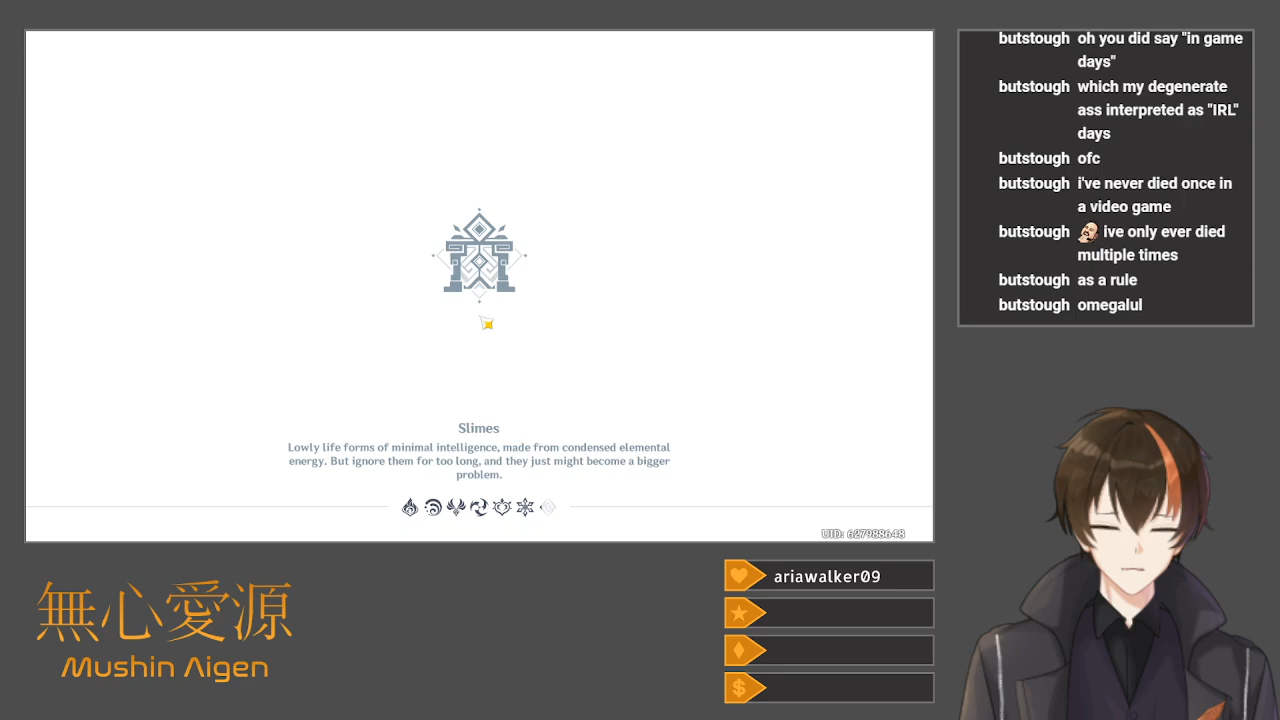 Slimes
Lowly life forms of minimal intelligence, made from condensed elemental
energy. But ignore them for too long, and they just might become a bigger
problem.
UID: 627988648
butstough oh you did say "in game
days"
butstough which my degenerate
ass interpreted as "IRL"
days
butstough ofc
butstough i've never died once in
a video game
butstough ive only ever died
multiple times
butstough as a rule
butstough omegalul
無心愛源
Mushin Aigen
ariawalker09
$